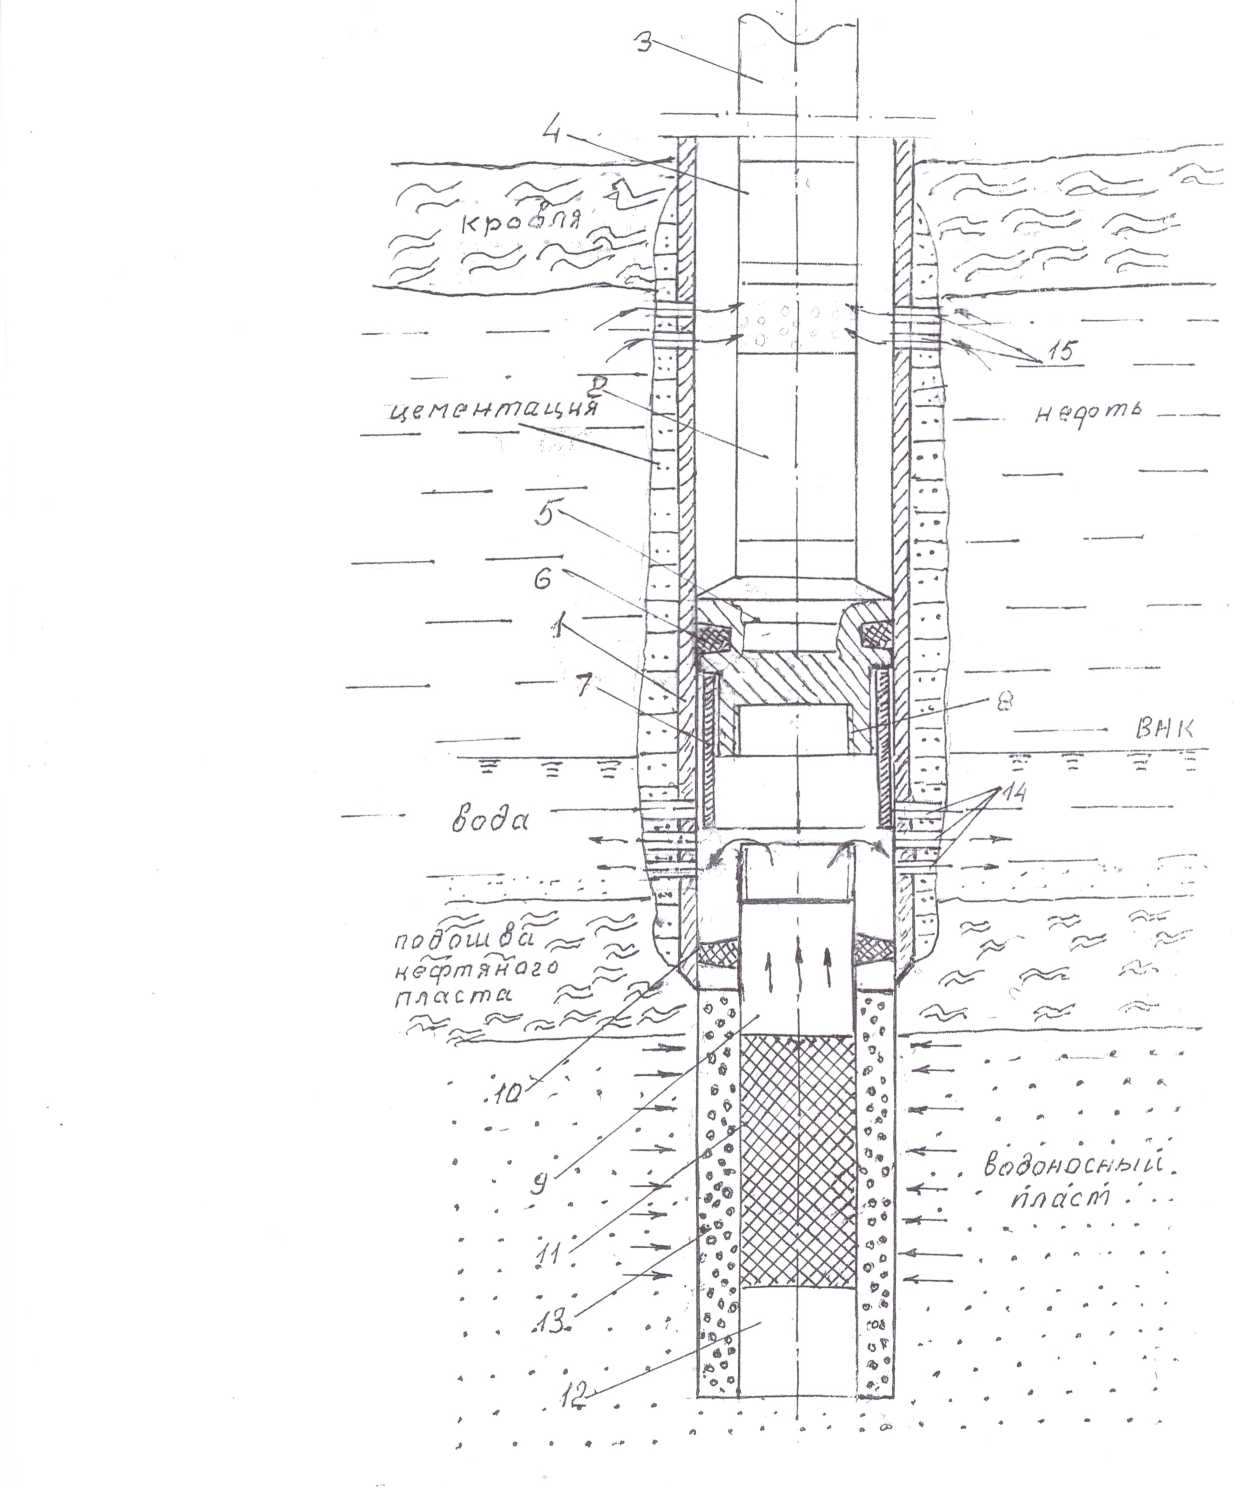 3
4
кровля
15
2
цементация
нефть
5
6
1
7
8
ВНК
14
вода
подошва
нефтяного
пласта
10
9
водоносный
пласт
11
13
12